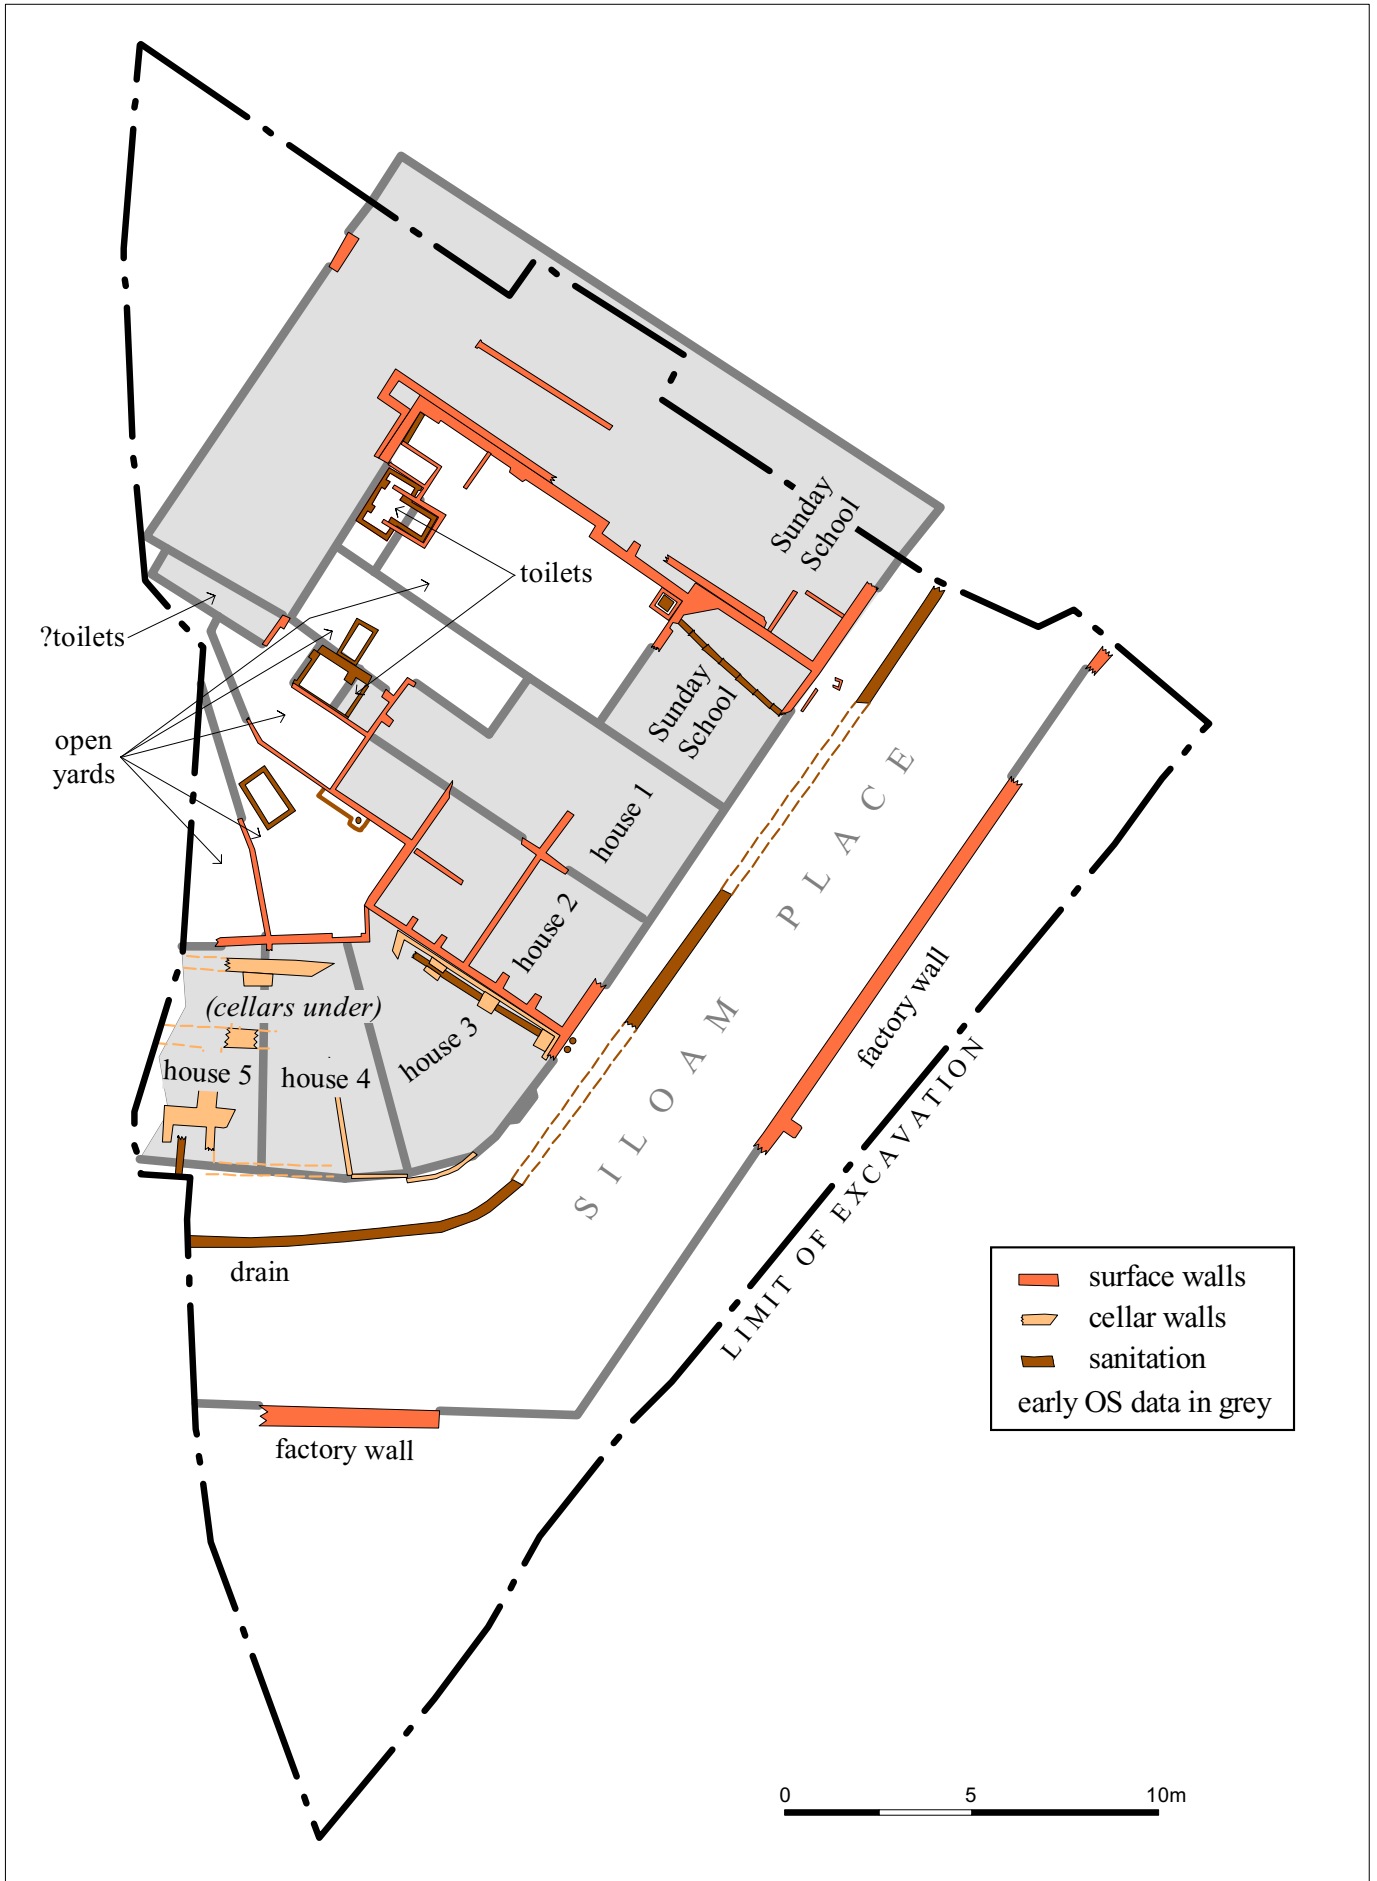 Sunday
School
toilets
?toilets
Sunday
School
open
yards
house 1
SILOAM PLACE
house 2
factory wall
(cellars under)
house 3
house 5
house 4
LIMIT OF EXCAVATION
drain
surface walls
cellar walls
sanitation
early OS data in grey
factory wall
0 5 10m